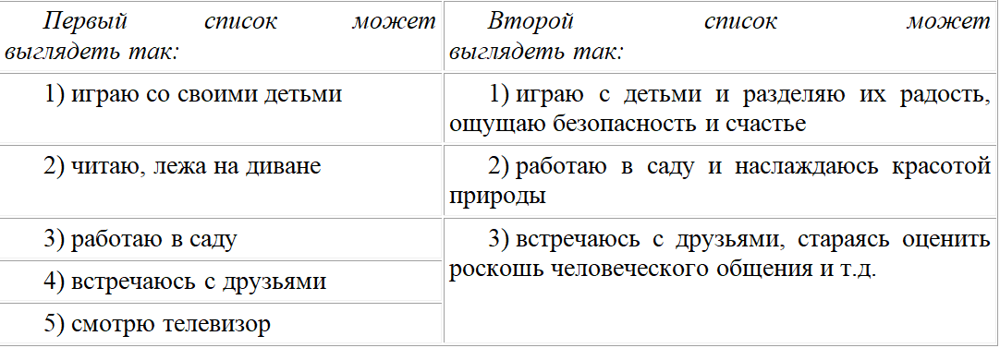 Первый список может
выглядеть так:
Второй список может
выглядеть так:
1) играю со своими детьми
1) играю с детьми и разделяю их радость,
ощущаю безопасность и счастье
2) читаю, лежа на диване
2) работаю в саду и наслаждаюсь красотой
природы
3) работаю в саду
3) встречаюсь с друзьями, стараясь оценить
роскошь человеческого общения и т.д.
4) встречаюсь с друзьями
5) смотрю телевизор